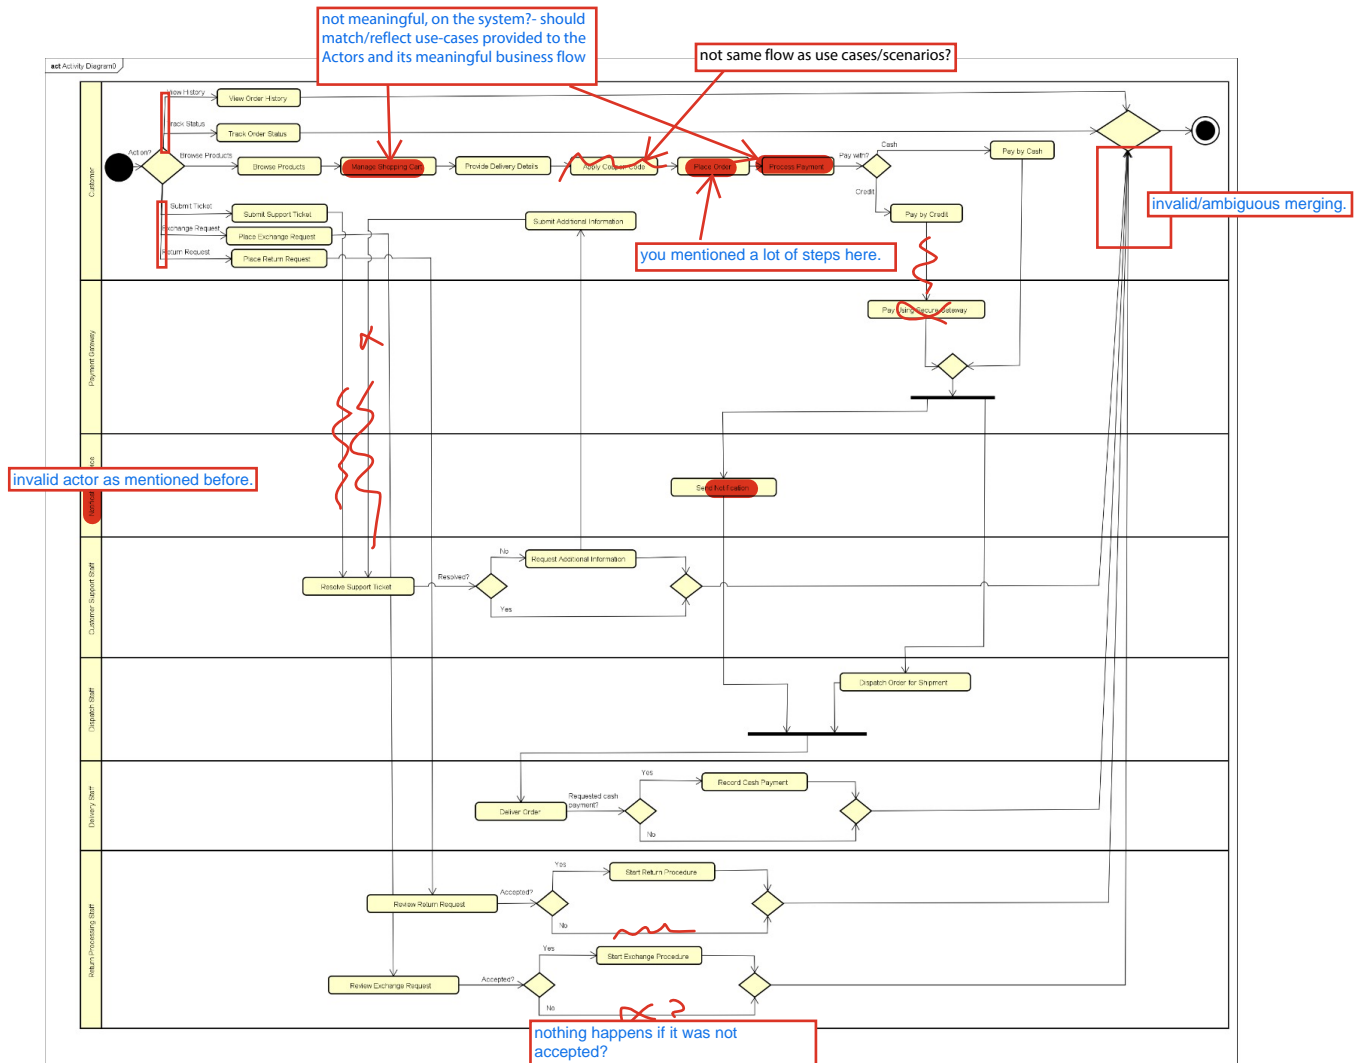 not meaningful, on the system?- should
match/reflect use-cases provided to the
Actors and its meaningful business flow
not same flow as use cases/scenarios?
act Activity Diagram0
View History
View Order History
Track Status
Track Order Status
Action?
Browse Products
Browse Products
Manage Shopping Cart
Provide Delivery Details
Apply Coupon Code
Place Order
Process Payment
Pay with?
Cash
Pay by Cash
Credit
Pay by Credit
Customer
Submit Ticket
Submit Support Ticket
Submit Additional Information
Exchange Request
Place Exchange Request
Return Request
Place Return Request
invalid/ambiguous merging.
you mentioned a lot of steps here.
Payment Gateway
Pay Using Secure Gateway
invalid actor as mentioned before.
Send Notification
Customer Support Staff
Resolve Support Ticket
Resolved?
No
Request Additional Information
Yes
Dispatch Staff
Dispatch Order for Shipment
Delivery Staff
Deliver Order
Requested cash
payment?
Yes
Record Cash Payment
No
Return Processing Staff
Review Return Request
Accepted?
Yes
Start Return Procedure
No
Review Exchange Request
Accepted?
Yes
Start Exchange Procedure
No
nothing happens if it was not
accepted?